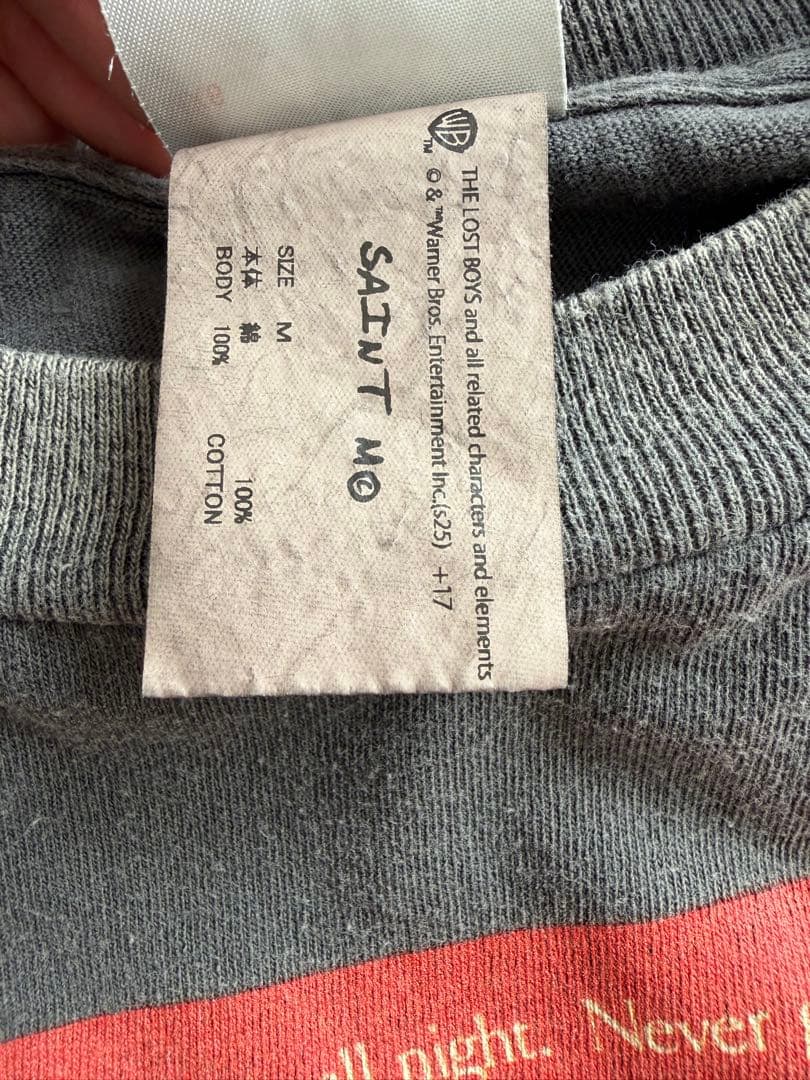 WB
TM
THE LOST BOYS and all related characters and elements
© & ™Warner Bros. Entertainment Inc.(s25) +17
SAINT M©
SIZE M
本体 綿 100%
BODY 100% COTTON
ll night. Never